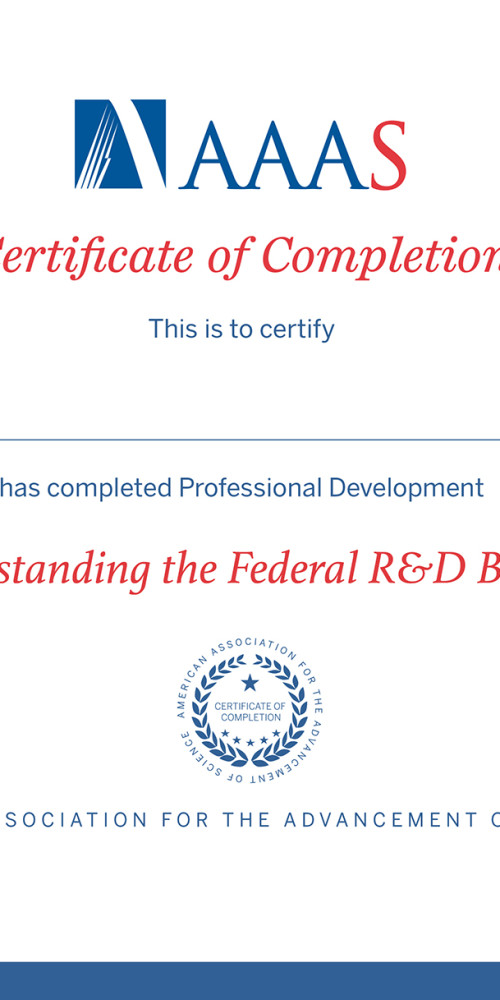 AAAS
ertificate of Completion
This is to certify
has completed Professional Development
standing the Federal R&D B
AMERICAN ASSOCIATION FOR THE ADVANCEMENT OF SCIENCE
CERTIFICATE OF
COMPLETION
SOCIATION FOR THE ADVANCEMENT O